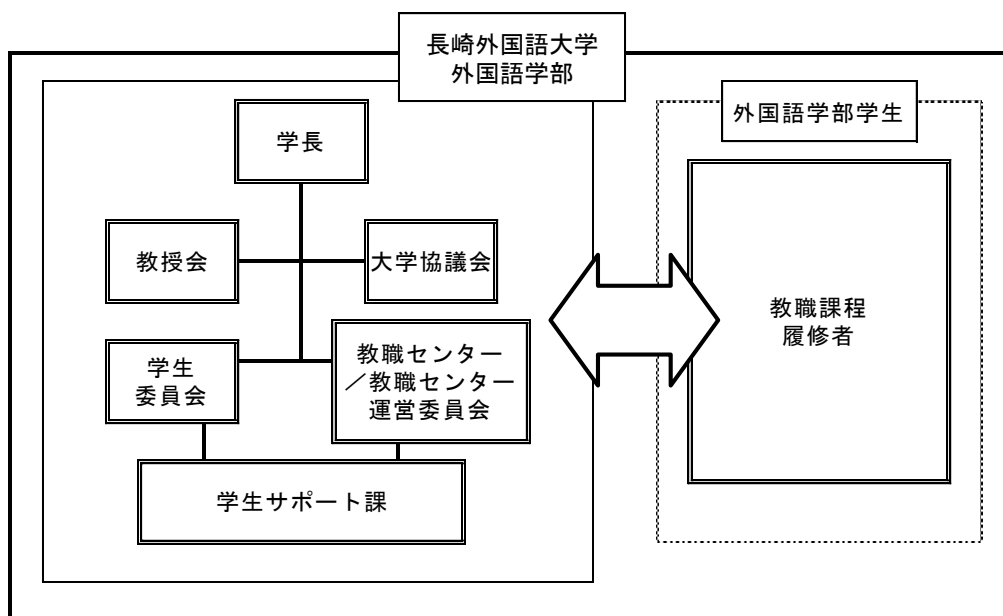 長崎外国語大学
外国語学部
外国語学部学生
学長
教授会
大学協議会
教職課程
履修者
学生
委員会
教職センター
／教職センター
運営委員会
学生サポート課